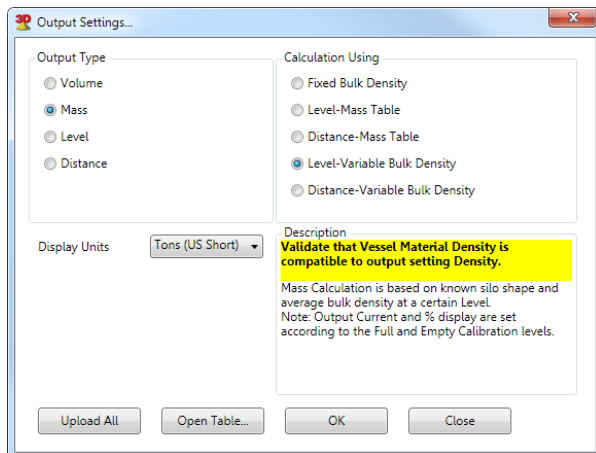 3D Output Settings...
Output Type
Volume
Mass
Level
Distance
Calculation Using
Fixed Bulk Density
Level-Mass Table
Distance-Mass Table
Level-Variable Bulk Density
Distance-Variable Bulk Density
Display Units
Tons (US Short)
Description
Validate that Vessel Material Density is
compatible to output setting Density.
Mass Calculation is based on known silo shape and
average bulk density at a certain Level.
Note: Output Current and % display are set
according to the Full and Empty Calibration levels.
Upload All
Open Table...
OK
Close